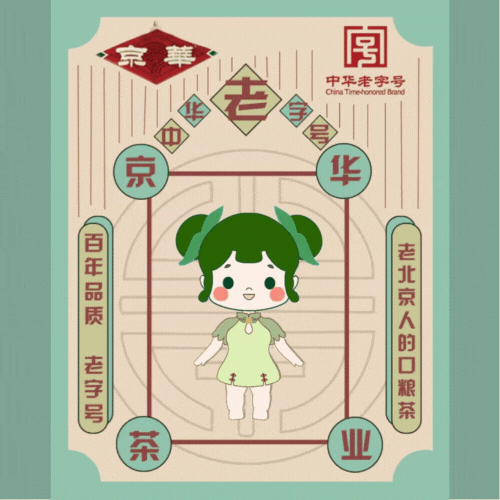 京華
中华老字号
China Time-honored Brand
中华老字号
京华
百年品质 老字号
老北京人的口粮茶
茶业